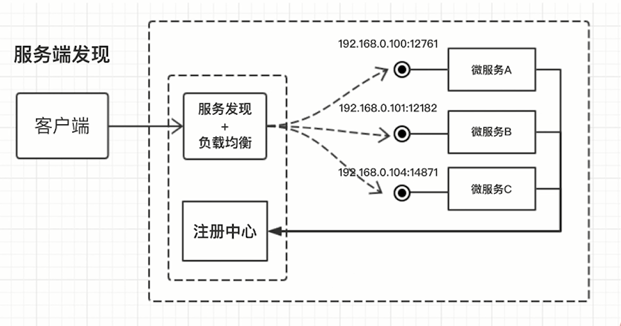 服务端发现
客户端
服务发现
+
负载均衡
注册中心
192.168.0.100:12761
微服务A
192.168.0.101:12182
微服务B
192.168.0.104:14871
微服务C